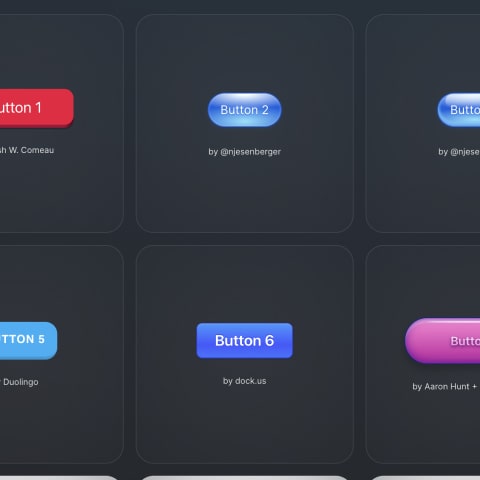 utton 1
Button 2
Butto
sh W. Comeau
by @njesenberger
by @njese
TTON 5
Button 6
Butto
Duolingo
by dock.us
by Aaron Hunt +